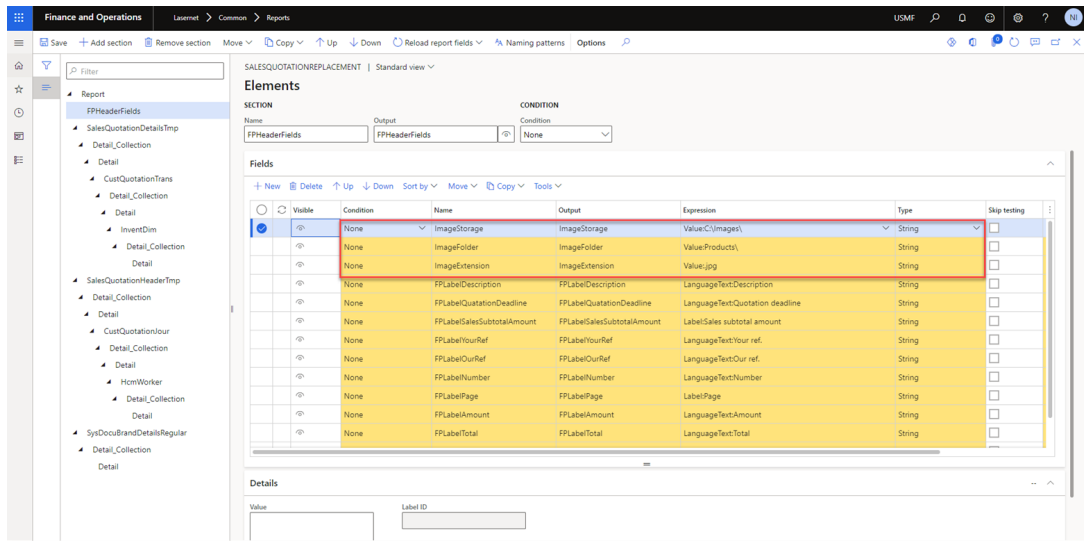 Finance and Operations Lasernet > Common > Reports USMF ? NI
Save + Add section Remove section Move Copy Up Down Reload report fields Naming patterns Options 0
Filter
Report
FPHeaderFields
SalesQuotationDetailsTmp
Detail_Collection
Detail
CustQuotationTrans
Detail_Collection
Detail
InventDim
Detail_Collection
Detail
SalesQuotationHeaderTmp
Detail_Collection
Detail
CustQuotationJour
Detail_Collection
Detail
HcmWorker
Detail_Collection
Detail
SysDocuBrandDetailsRegular
Detail_Collection
Detail
SALESQUOTATIONREPLACEMENT | Standard view
Elements
SECTION CONDITION
Name Output Condition
FPHeaderFields FPHeaderFields None
Fields
+ New Delete Up Down Sort by Move Copy Tools
Visible Condition Name Output Expression Type Skip testing
None ImageStorage ImageStorage Value:C:\Images\ String
None ImageFolder ImageFolder Value:Products\ String
None ImageExtension ImageExtension Value:.jpg String
None FPLabelDescription FPLabelDescription LanguageText:Description String
None FPLabelQuatationDeadline FPLabelQuatationDeadline LanguageText:Quotation deadline String
None FPLabelSalesSubtotalAmount FPLabelSalesSubtotalAmount Label:Sales subtotal amount String
None FPLabelYourRef FPLabelYourRef LanguageText:Your ref. String
None FPLabelOurRef FPLabelOurRef LanguageText:Our ref. String
None FPLabelNumber FPLabelNumber LanguageText:Number String
None FPLabelPage FPLabelPage Label:Page String
None FPLabelAmount FPLabelAmount LanguageText:Amount String
None FPLabelTotal FPLabelTotal LanguageText:Total String
Details --
Value Label ID